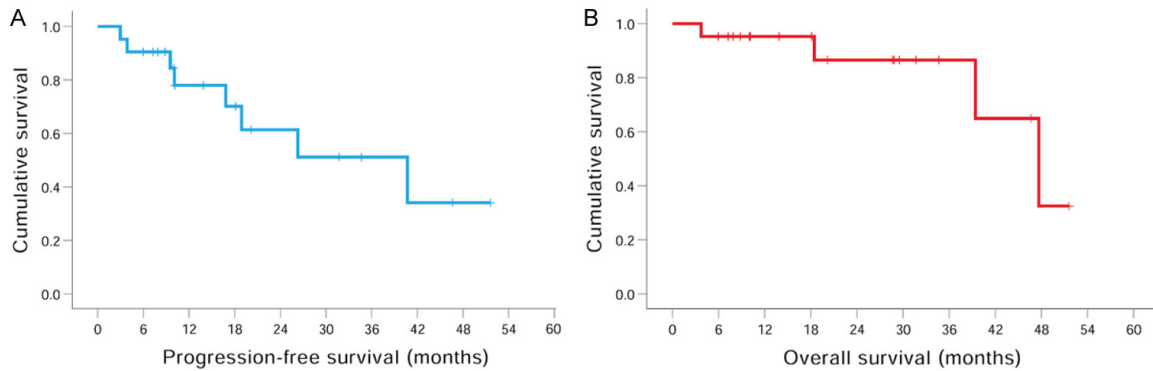 A
Cumulative survival
1.0
0.8
0.6
0.4
0.2
0.0
0 6 12 18 24 30 36 42 48 54 60
Progression-free survival (months)
B
Cumulative survival
1.0
0.8
0.6
0.4
0.2
0.0
0 6 12 18 24 30 36 42 48 54 60
Overall survival (months)